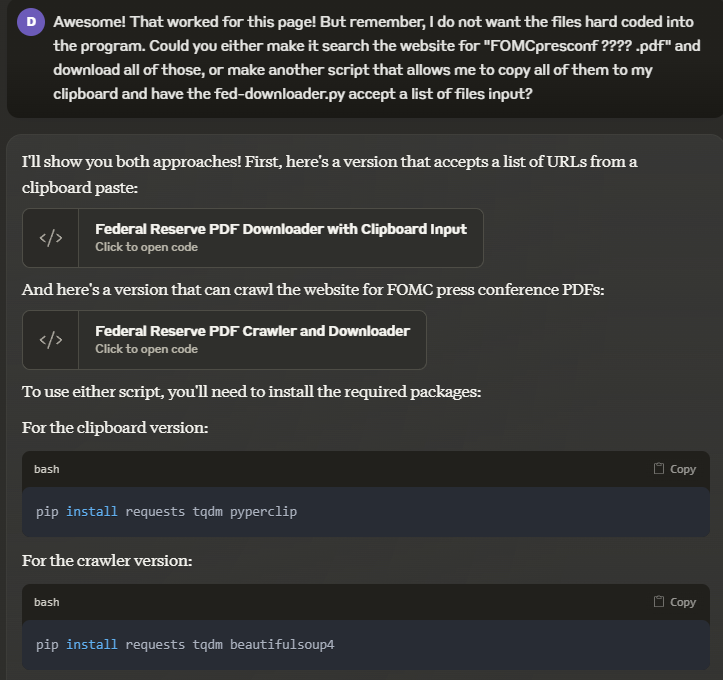 D
Awesome! That worked for this page! But remember, I do not want the files hard coded into
the program. Could you either make it search the website for "FOMCpresconf ???? .pdf" and
download all of those, or make another script that allows me to copy all of them to my
clipboard and have the fed-downloader.py accept a list of files input?
I'll show you both approaches! First, here's a version that accepts a list of URLs from a
clipboard paste:
</>
Federal Reserve PDF Downloader with Clipboard Input
Click to open code
And here's a version that can crawl the website for FOMC press conference PDFs:
</>
Federal Reserve PDF Crawler and Downloader
Click to open code
To use either script, you'll need to install the required packages:
For the clipboard version:
bash
Copy
pip install requests tqdm pyperclip
For the crawler version:
bash
Copy
pip install requests tqdm beautifulsoup4